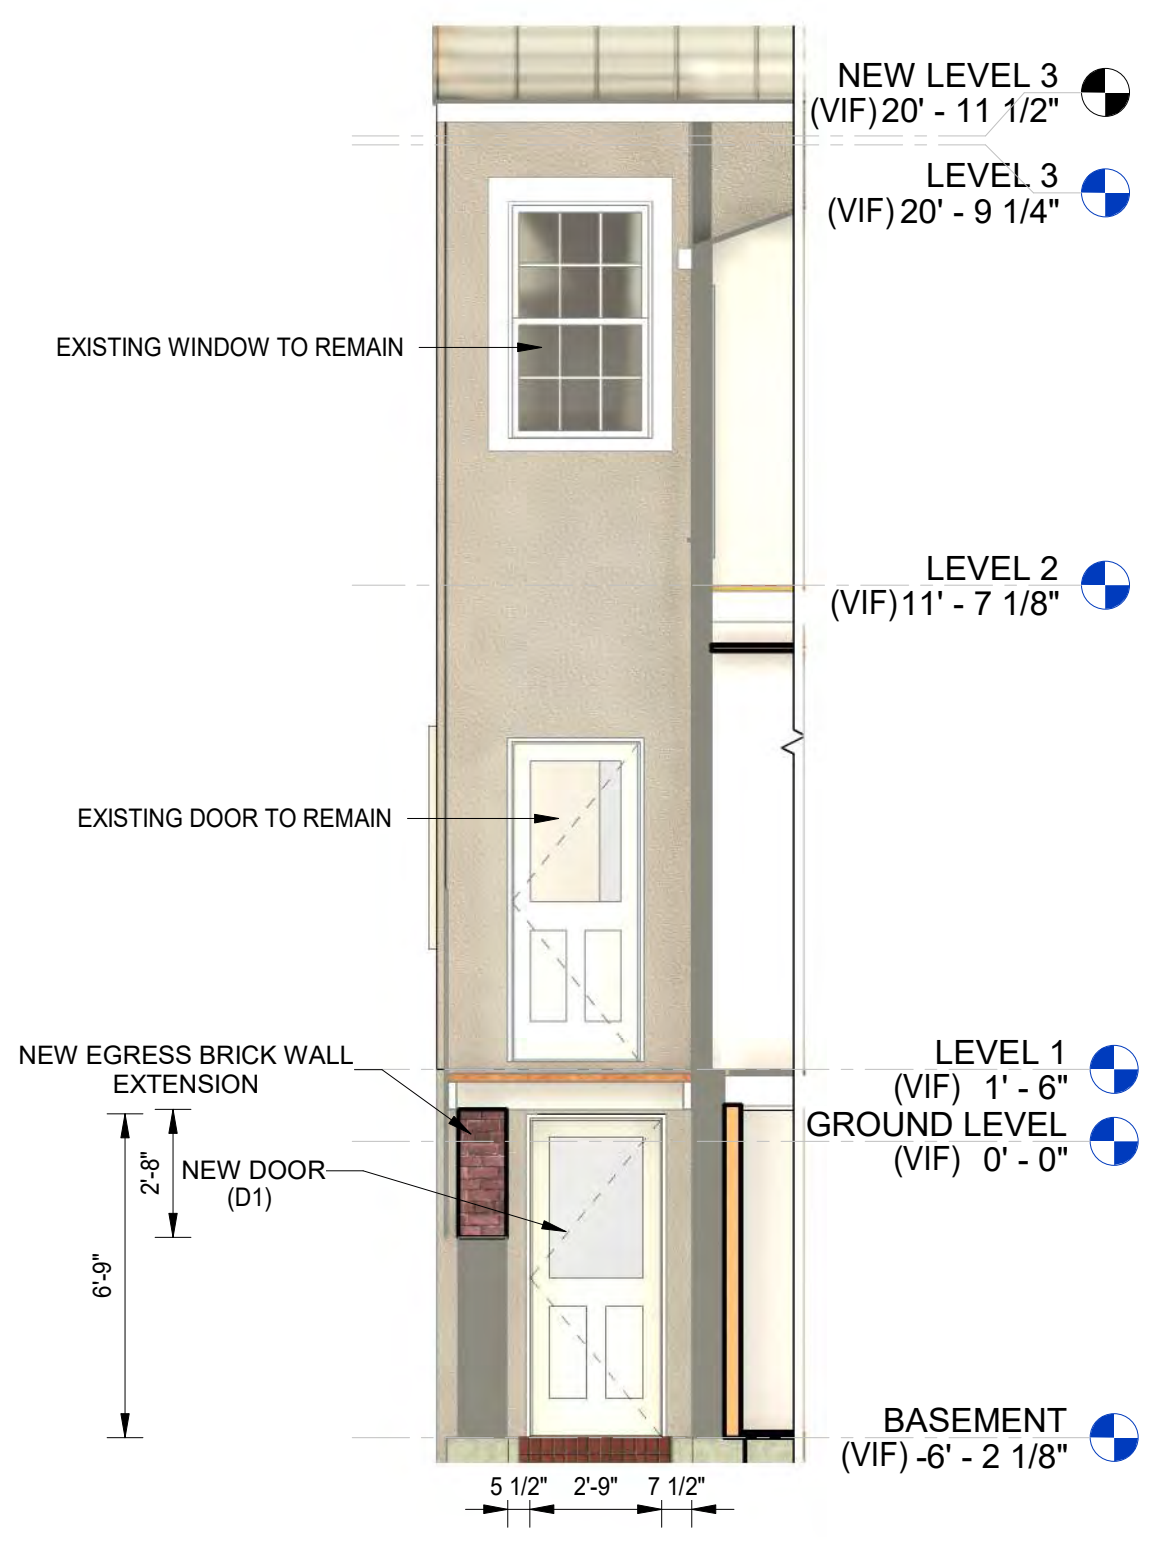 NEW LEVEL 3
(VIF) 20' - 11 1/2"
LEVEL 3
(VIF) 20' - 9 1/4"
EXISTING WINDOW TO REMAIN
LEVEL 2
(VIF) 11' - 7 1/8"
EXISTING DOOR TO REMAIN
NEW EGRESS BRICK WALL
EXTENSION
LEVEL 1
(VIF) 1' - 6"
GROUND LEVEL
(VIF) 0' - 0"
2'-8"
NEW DOOR
(D1)
6'-9"
BASEMENT
(VIF) -6' - 2 1/8"
5 1/2" 2'-9" 7 1/2"